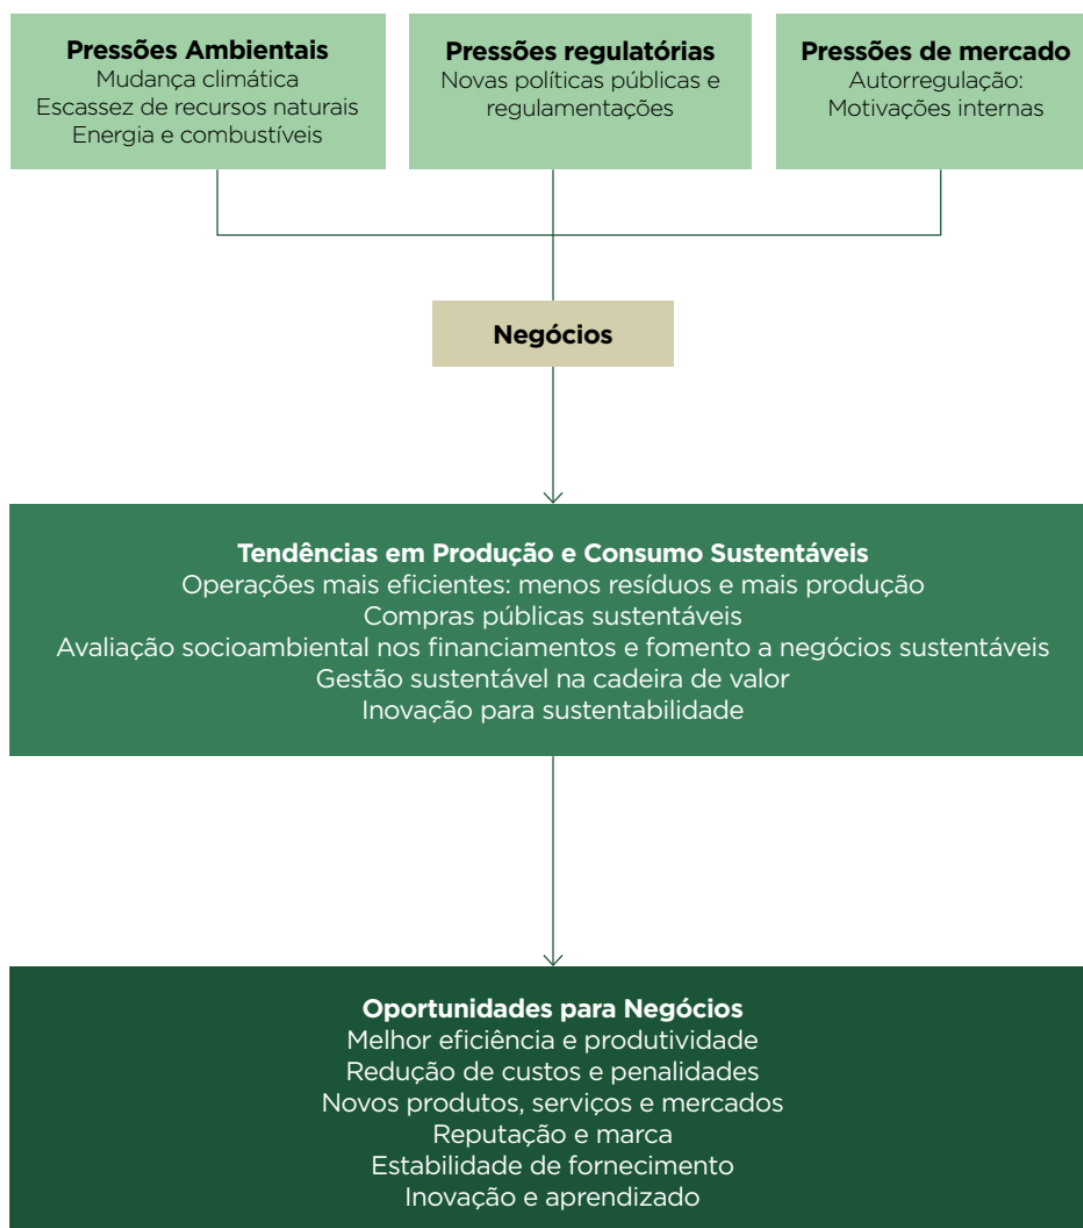 Pressões Ambientais
Mudança climática
Escassez de recursos naturais
Energia e combustíveis
Pressões regulatórias
Novas políticas públicas e
regulamentações
Pressões de mercado
Autorregulação:
Motivações internas
Negócios
Tendências em Produção e Consumo Sustentáveis
Operações mais eficientes: menos resíduos e mais produção
Compras públicas sustentáveis
Avaliação socioambiental nos financiamentos e fomento a negócios sustentáveis
Gestão sustentável na cadeira de valor
Inovação para sustentabilidade
Oportunidades para Negócios
Melhor eficiência e produtividade
Redução de custos e penalidades
Novos produtos, serviços e mercados
Reputação e marca
Estabilidade de fornecimento
Inovação e aprendizado